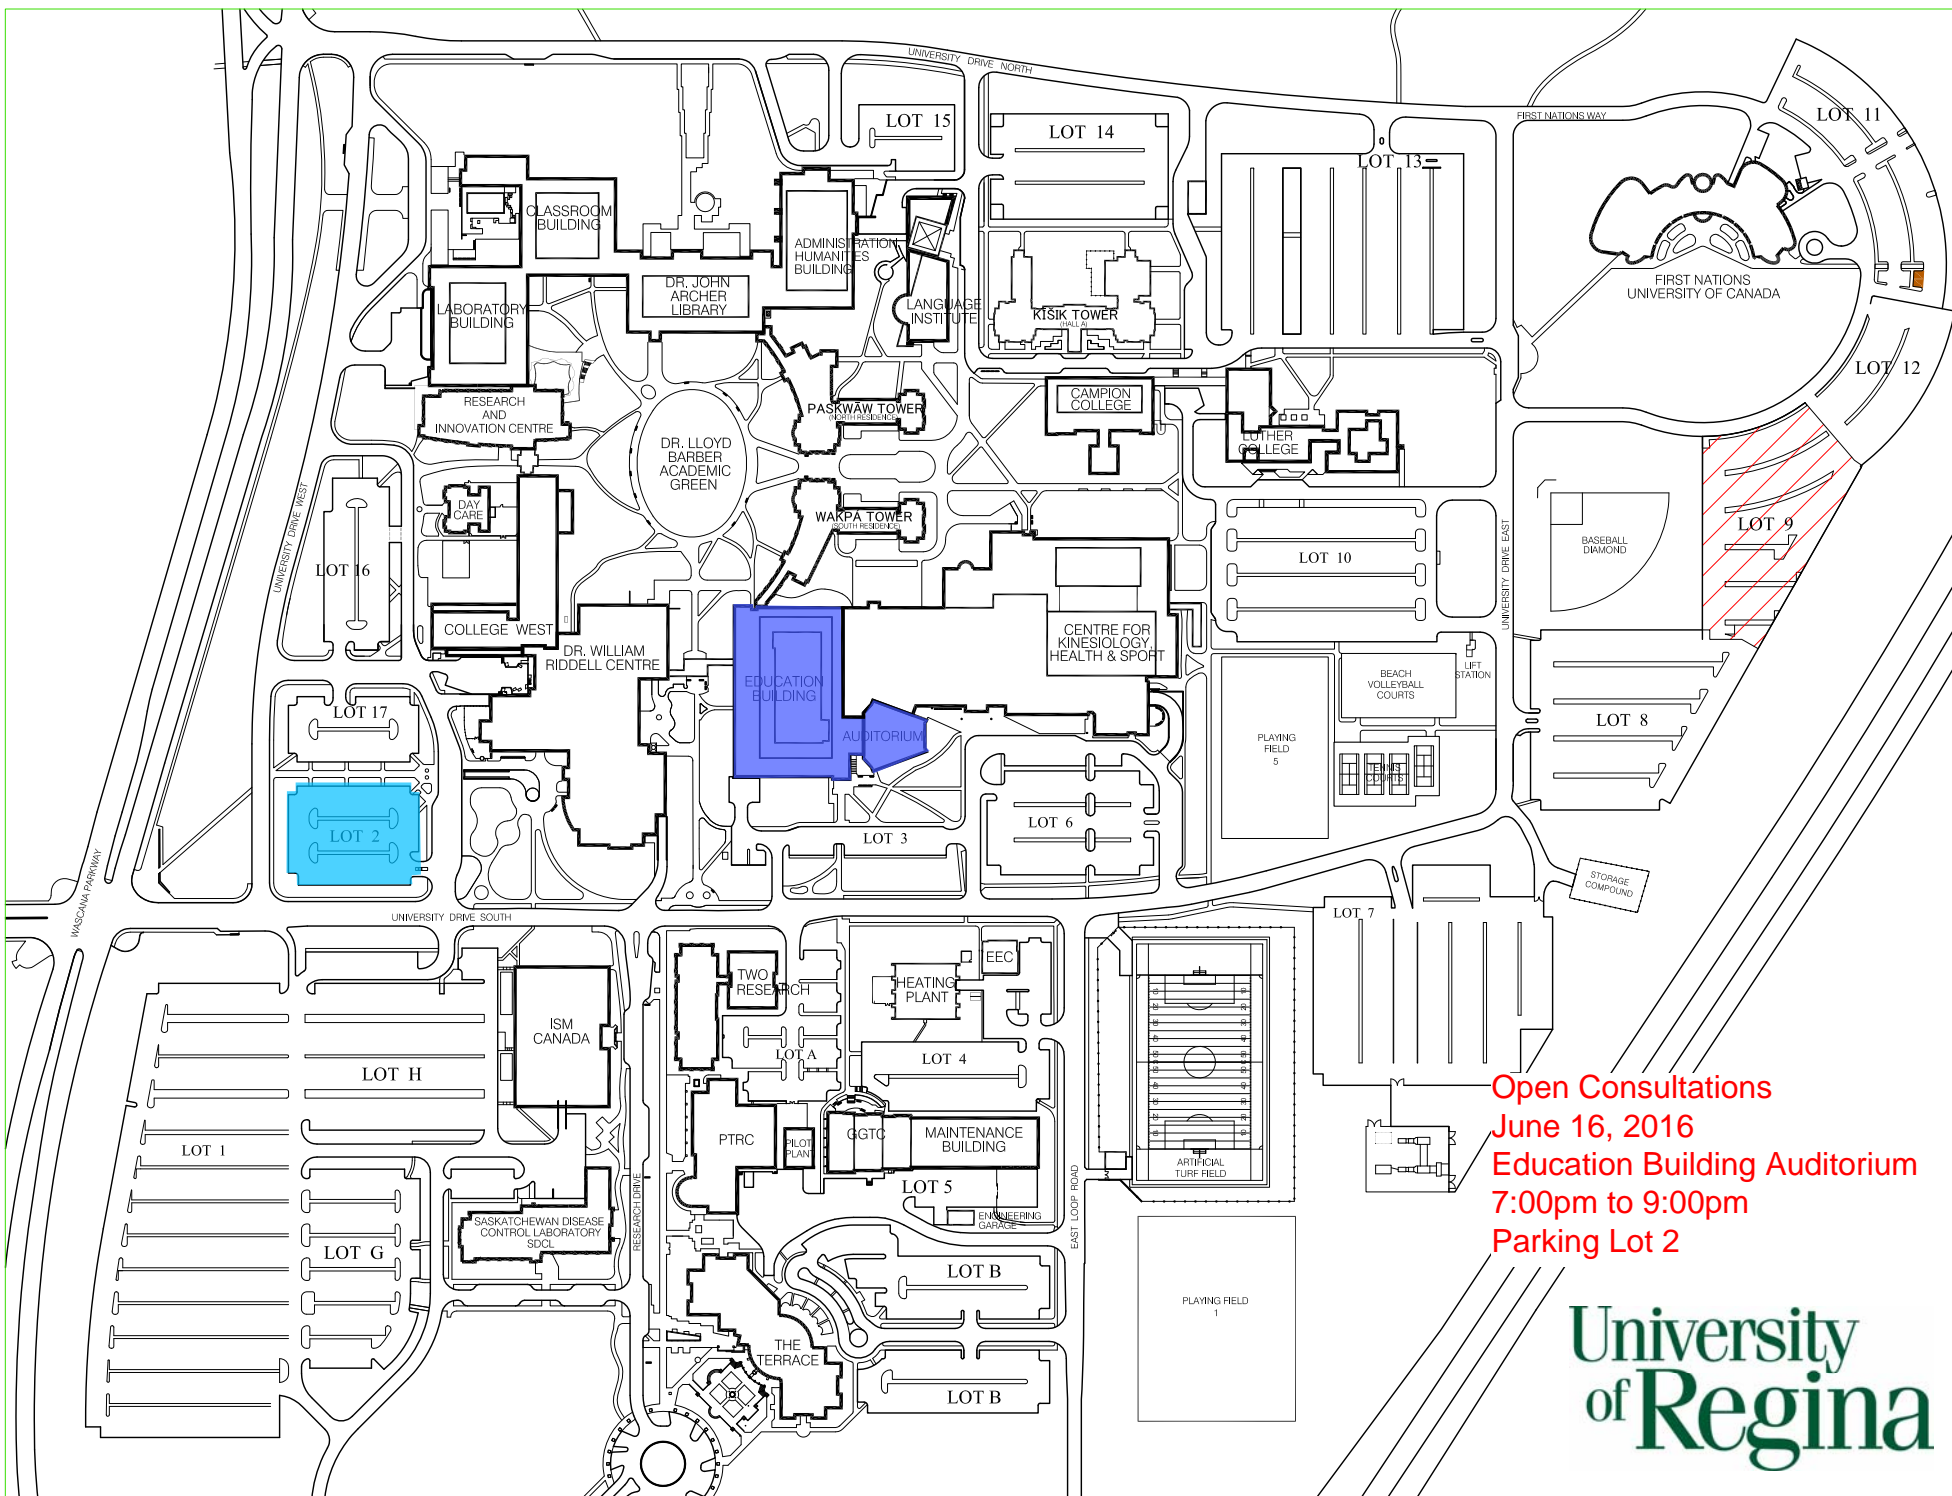 UNIVERSITY DRIVE NORTH
FIRST NATIONS WAY
LOT 11
LOT 15
LOT 14
LOT 13
CLASSROOM
BUILDING
ADMINISTRATION
HUMANITIES
BUILDING
DR. JOHN
ARCHER
LIBRARY
LABORATORY
BUILDING
LANGUAGE
INSTITUTE
KĪŠIK TOWER
(HALL A)
FIRST NATIONS
UNIVERSITY OF CANADA
LOT 12
RESEARCH
AND
INNOVATION CENTRE
PASKWĀW TOWER
(NORTH RESIDENCE)
CAMPION
COLLEGE
LUTHER
COLLEGE
DR. LLOYD
BARBER
ACADEMIC
GREEN
DAY
CARE
WAKPÁ TOWER
(SOUTH RESIDENCE)
UNIVERSITY DRIVE WEST
LOT 16
LOT 10
UNIVERSITY DRIVE EAST
BASEBALL
DIAMOND
LOT 9
COLLEGE WEST
DR. WILLIAM
RIDDELL CENTRE
EDUCATION
BUILDING
AUDITORIUM
CENTRE FOR
KINESIOLOGY,
HEALTH & SPORT
BEACH
VOLLEYBALL
COURTS
LIFT
STATION
LOT 8
LOT 17
PLAYING
FIELD
5
TENNIS
COURTS
LOT 2
LOT 3
LOT 6
WASCANA PARKWAY
UNIVERSITY DRIVE SOUTH
STORAGE
COMPOUND
LOT 7
TWO
RESEARCH
HEATING
PLANT
EEC
ISM
CANADA
LOT A
LOT 4
LOT H
LOT 1
PTRC
PILOT
PLANT
GGTC
MAINTENANCE
BUILDING
ARTIFICIAL
TURF FIELD
LOT 5
ENGINEERING
GARAGE
RESEARCH DRIVE
EAST LOOP ROAD
SASKATCHEWAN DISEASE
CONTROL LABORATORY
SDCL
LOT G
LOT B
PLAYING FIELD
1
THE
TERRACE
LOT B
Open Consultations
June 16, 2016
Education Building Auditorium
7:00pm to 9:00pm
Parking Lot 2
University
of Regina